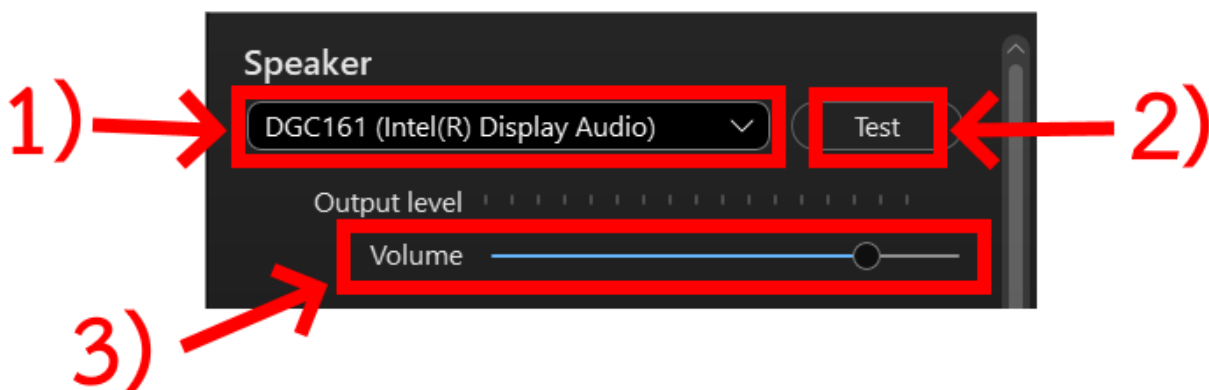 Speaker
1) DGC161 (Intel(R) Display Audio) Test 2)
Output level
Volume
3)